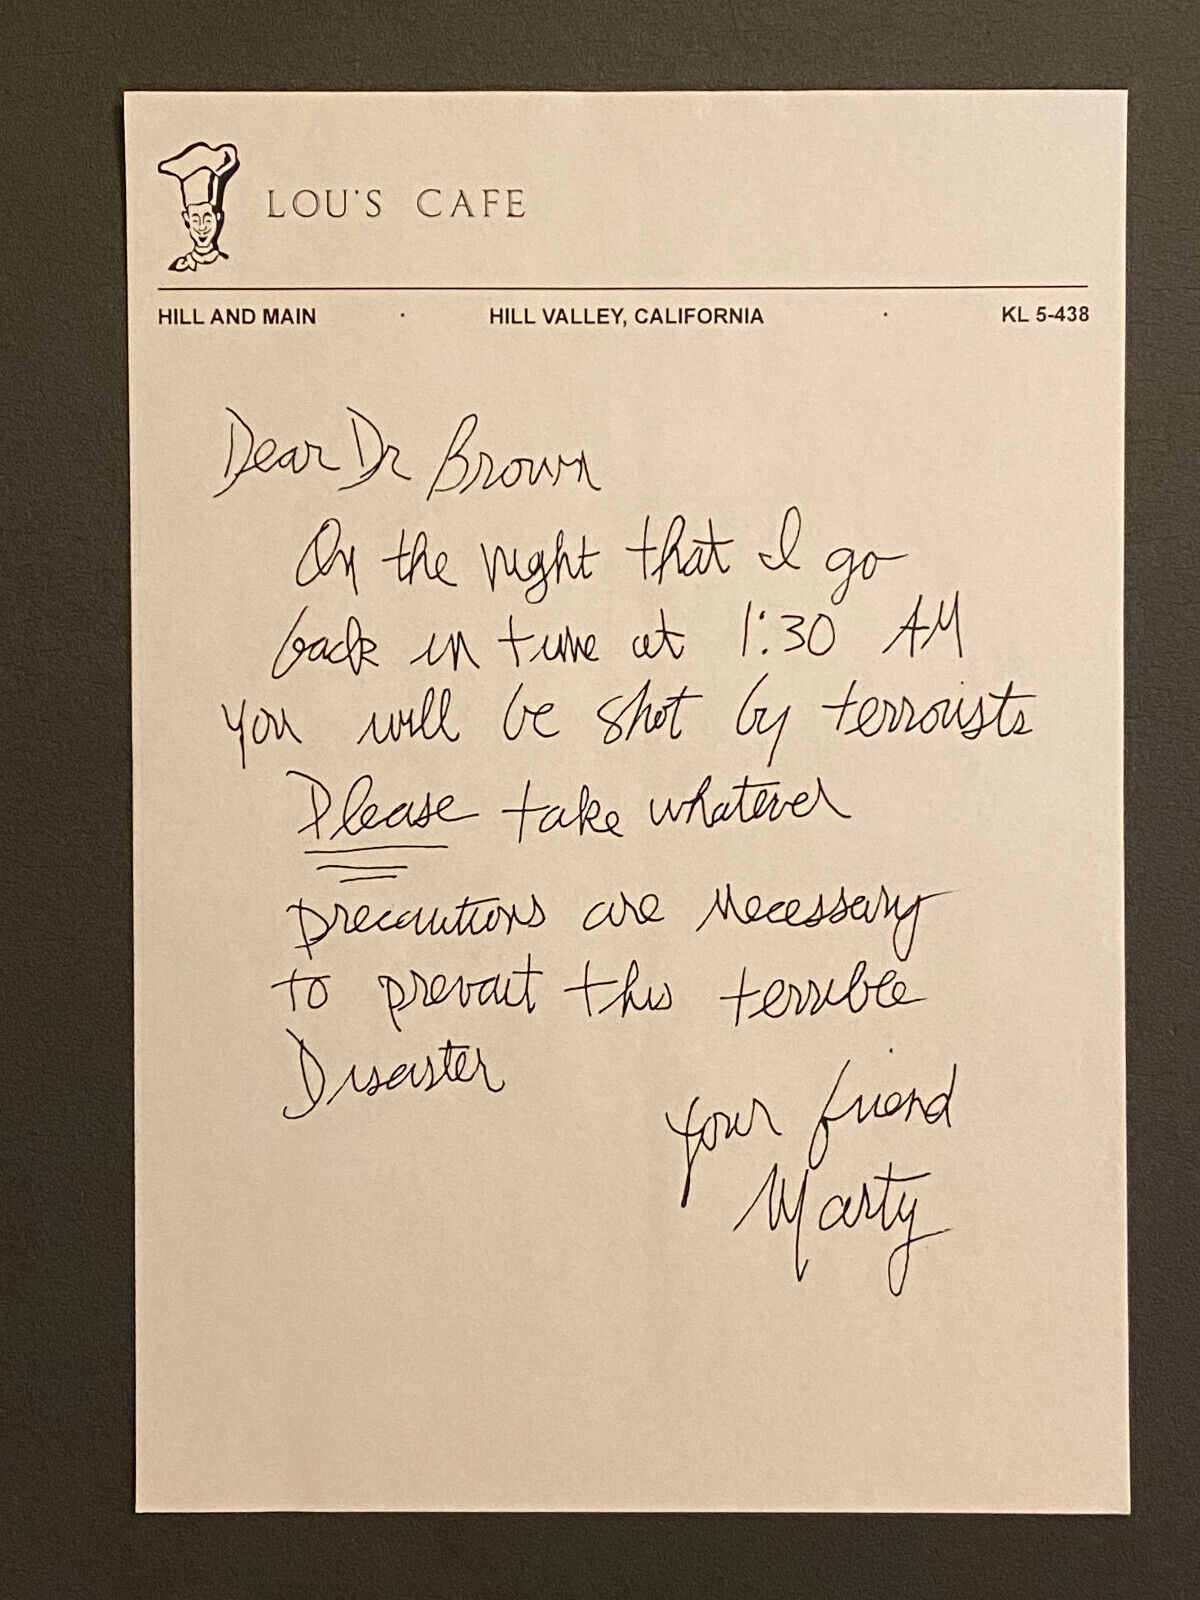 LOU'S CAFE
HILL AND MAIN · HILL VALLEY, CALIFORNIA · KL 5-438
Dear Dr Brown
On the night that I go
back in time at 1:30 AM
you will be shot by terrorists
Please take whatever
precautions are necessary
to prevent this terrible
Disaster
Your friend
Marty